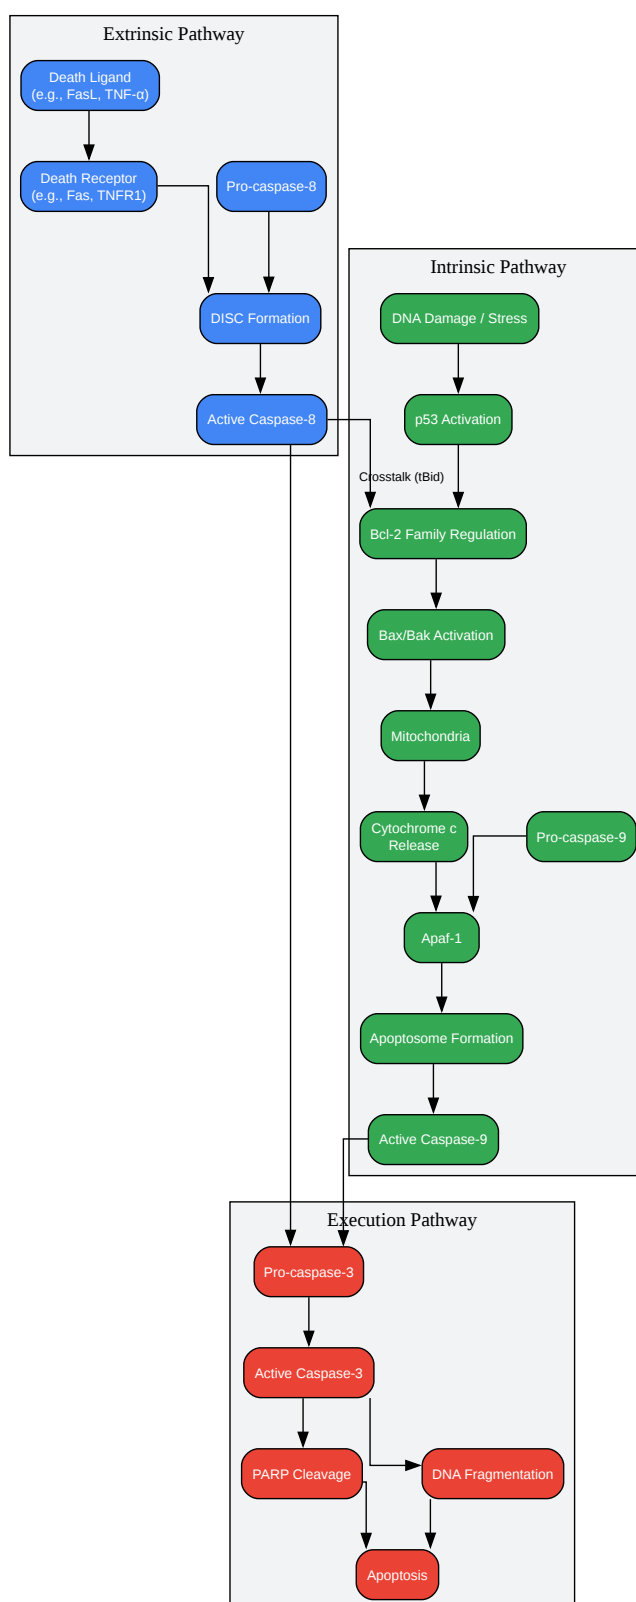 Extrinsic Pathway
Death Ligand
(e.g., FasL, TNF-α)
Death Receptor
(e.g., Fas, TNFR1)
Pro-caspase-8
DISC Formation
Active Caspase-8
Intrinsic Pathway
DNA Damage / Stress
p53 Activation
Crosstalk (tBid)
Bcl-2 Family Regulation
Bax/Bak Activation
Mitochondria
Cytochrome c
Release
Pro-caspase-9
Apaf-1
Apoptosome Formation
Active Caspase-9
Execution Pathway
Pro-caspase-3
Active Caspase-3
PARP Cleavage
DNA Fragmentation
Apoptosis